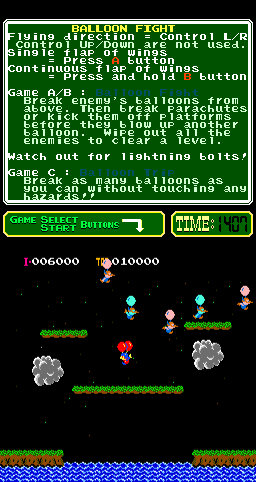 BALLOON FIGHT
Flying direction = Control L/R
Control Up/Down are not used.
Single flap of wings
= Press A button
Continuous flap of wings
= Press and hold B button
Game A/B : Balloon Fight
Break enemy's balloons from
above. Then break parachutes
or kick them off platforms
before they blow up another
balloon. Wipe out all the
enemies to clear a level.
Watch out for lightning bolts!
Game C : Balloon Trip
Break as many balloons as
you can without touching any
hazards!!
GAME SELECT
START BUTTONS
TIME: 1407
I-006000 TOP-010000